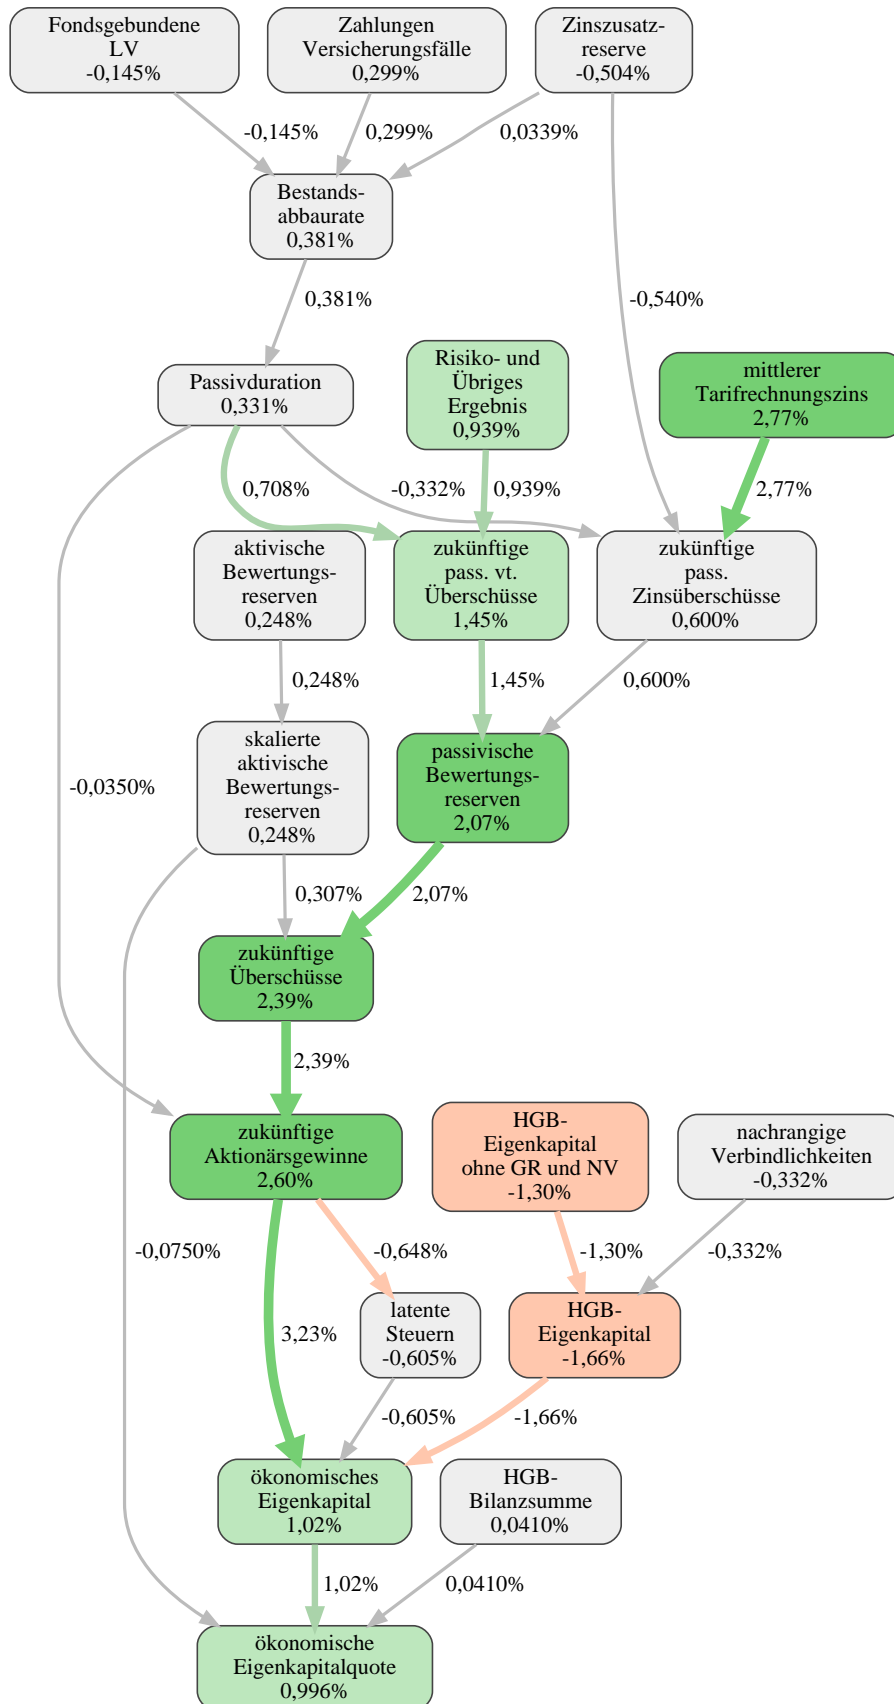 Fondsgebundene
LV
-0,145%
Zahlungen
Versicherungsfälle
0,299%
Zinszusatz-
reserve
-0,504%
-0,145%
0,299%
0,0339%
Bestands-
abbaurate
0,381%
0,381%
-0,540%
Passivduration
0,331%
Risiko- und
Übriges
Ergebnis
0,939%
mittlerer
Tarifrechnungszins
2,77%
0,708%
-0,332%
0,939%
2,77%
aktivische
Bewertungs-
reserven
0,248%
zukünftige
pass. vt.
Überschüsse
1,45%
zukünftige
pass.
Zinsüberschüsse
0,600%
0,248%
1,45%
0,600%
-0,0350%
skalierte
aktivische
Bewertungs-
reserven
0,248%
passivische
Bewertungs-
reserven
2,07%
0,307%
2,07%
zukünftige
Überschüsse
2,39%
2,39%
zukünftige
Aktionärsgewinne
2,60%
HGB-
Eigenkapital
ohne GR und NV
-1,30%
nachrangige
Verbindlichkeiten
-0,332%
-0,0750%
-0,648%
-1,30%
-0,332%
3,23%
latente
Steuern
-0,605%
HGB-
Eigenkapital
-1,66%
-0,605%
-1,66%
ökonomisches
Eigenkapital
1,02%
HGB-
Bilanzsumme
0,0410%
1,02%
0,0410%
ökonomische
Eigenkapitalquote
0,996%